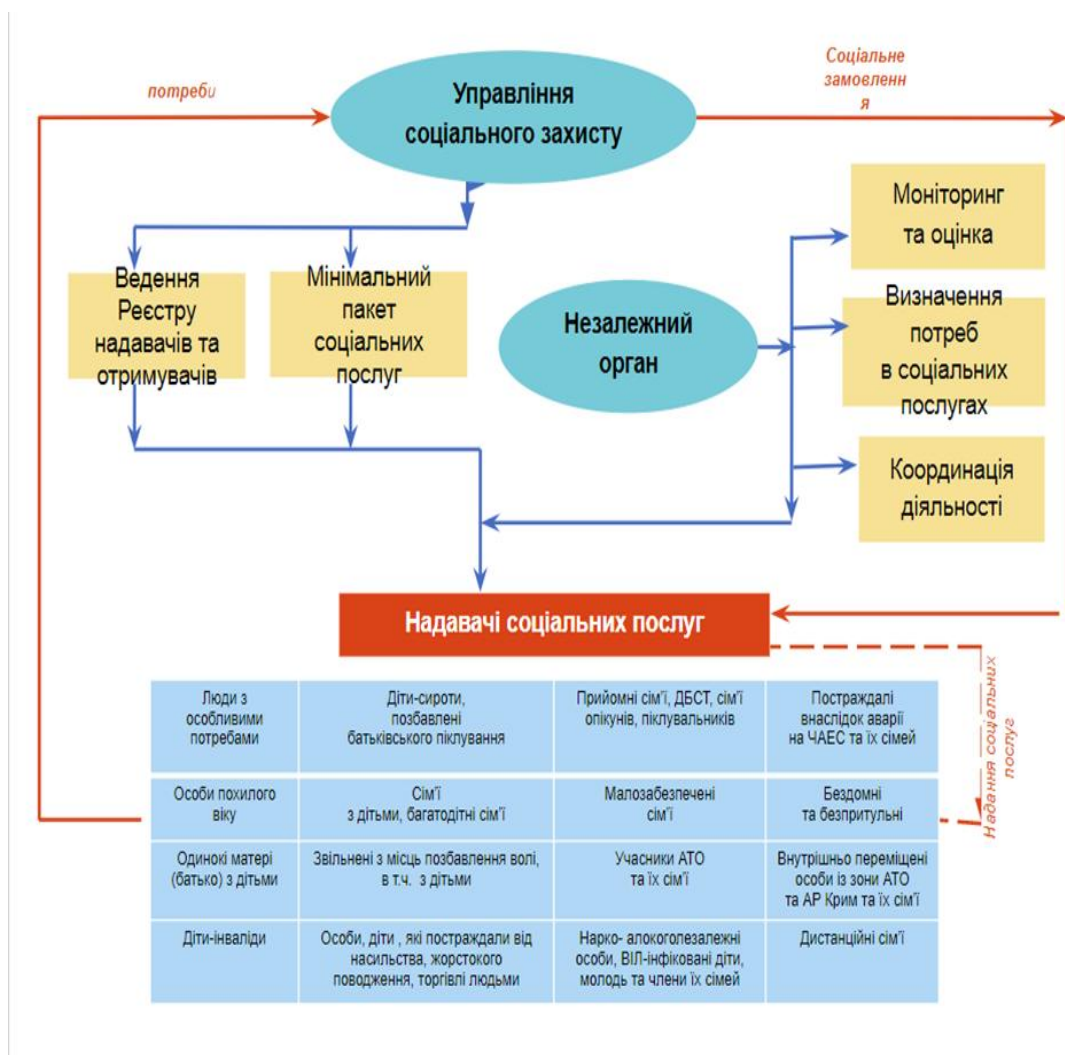 потреби
Управління
соціального захисту
Соціальне
замовленн
я
Моніторинг
та оцінка
Ведення
Реєстру
надавачів та
отримувачів
Мінімальний
пакет
соціальних
послуг
Незалежний
орган
Визначення
потреб
в соціальних
послугах
Координація
діяльності
Надавачі соціальних послуг
Надання соціальних
послуг
Люди з
особливими
потребами
Діти-сироти,
позбавлені
батьківського піклування
Прийомні сім'ї, ДБСТ, сім'ї
опікунів, піклувальників
Постраждалі
внаслідок аварії
на ЧАЕС та їх сімей
Особи похилого
віку
Сім'ї
з дітьми, багатодітні сім'ї
Малозабезпечені
сім'ї
Бездомні
та безпритульні
Одинокі матері
(батько) з дітьми
Звільнені з місць позбавлення волі,
в т.ч. з дітьми
Учасники АТО
та їх сім'ї
Внутрішньо переміщені
особи із зони АТО
та АР Крим та їх сім'ї
Діти-інваліди
Особи, діти , які постраждали від
насильства, жорстокого
поводження, торгівлі людьми
Нарко- алокоголезалежні
особи, ВІЛ-інфіковані діти,
молодь та члени їх сімей
Дистанційні сім'ї